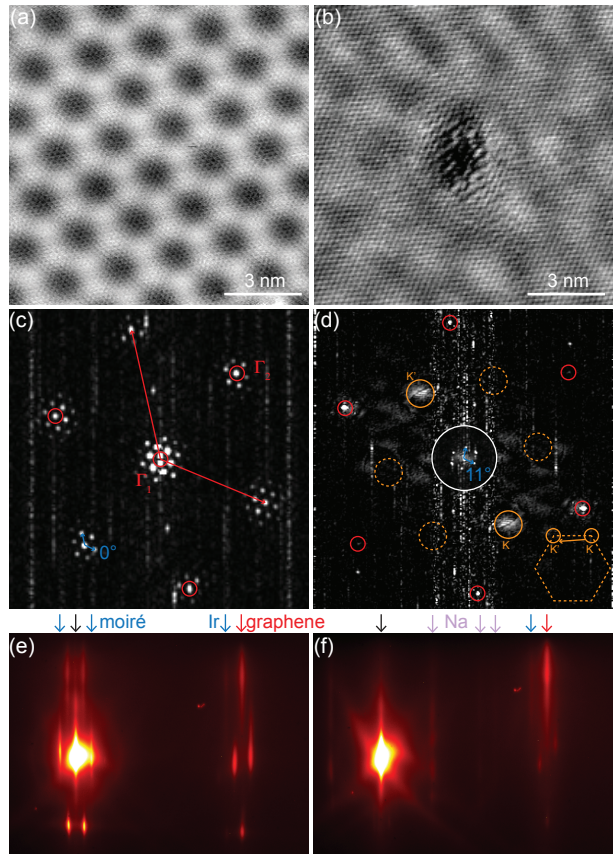 (a)
(b)
3 nm
3 nm
(c)
(d)
Γ₂
K'
Γ₁
11°
0°
K' K
K
moiré Ir graphene
Na
(e)
(f)